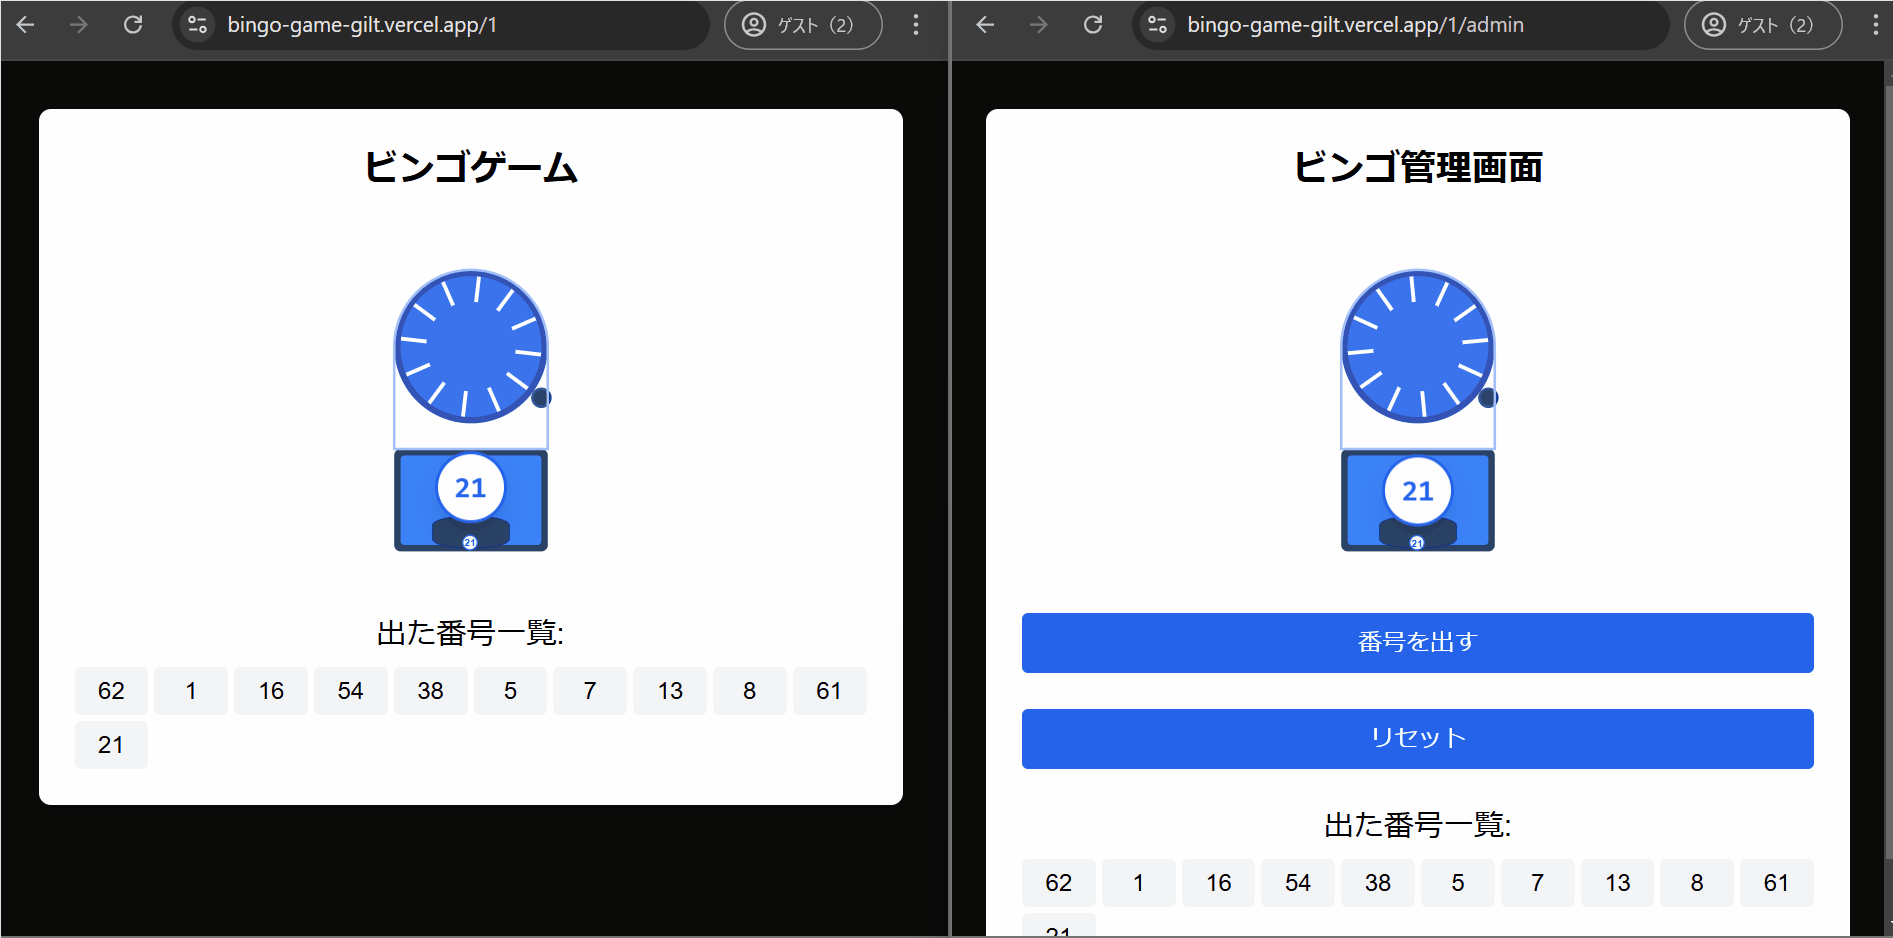 bingo-game-gilt.vercel.app/1
ゲスト (2)
ビンゴゲーム
21
21
出た番号一覧:
62 1 16 54 38 5 7 13 8 61
21
bingo-game-gilt.vercel.app/1/admin
ゲスト (2)
ビンゴ管理画面
21
21
番号を出す
リセット
出た番号一覧:
62 1 16 54 38 5 7 13 8 61
21